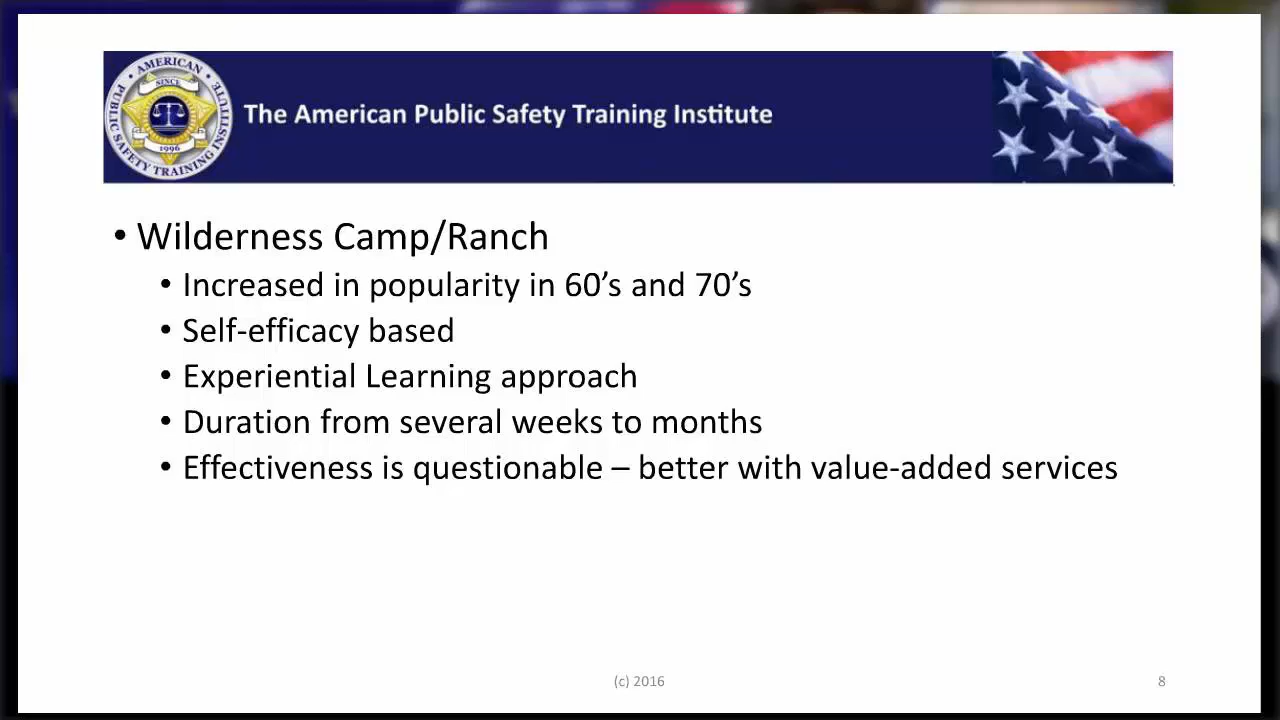 AMERICAN
PUBLIC SAFETY TRAINING INSTITUTE
SINCE
1996
The American Public Safety Training Institute
• Wilderness Camp/Ranch
• Increased in popularity in 60’s and 70’s
• Self-efficacy based
• Experiential Learning approach
• Duration from several weeks to months
• Effectiveness is questionable – better with value-added services
(c) 2016
8